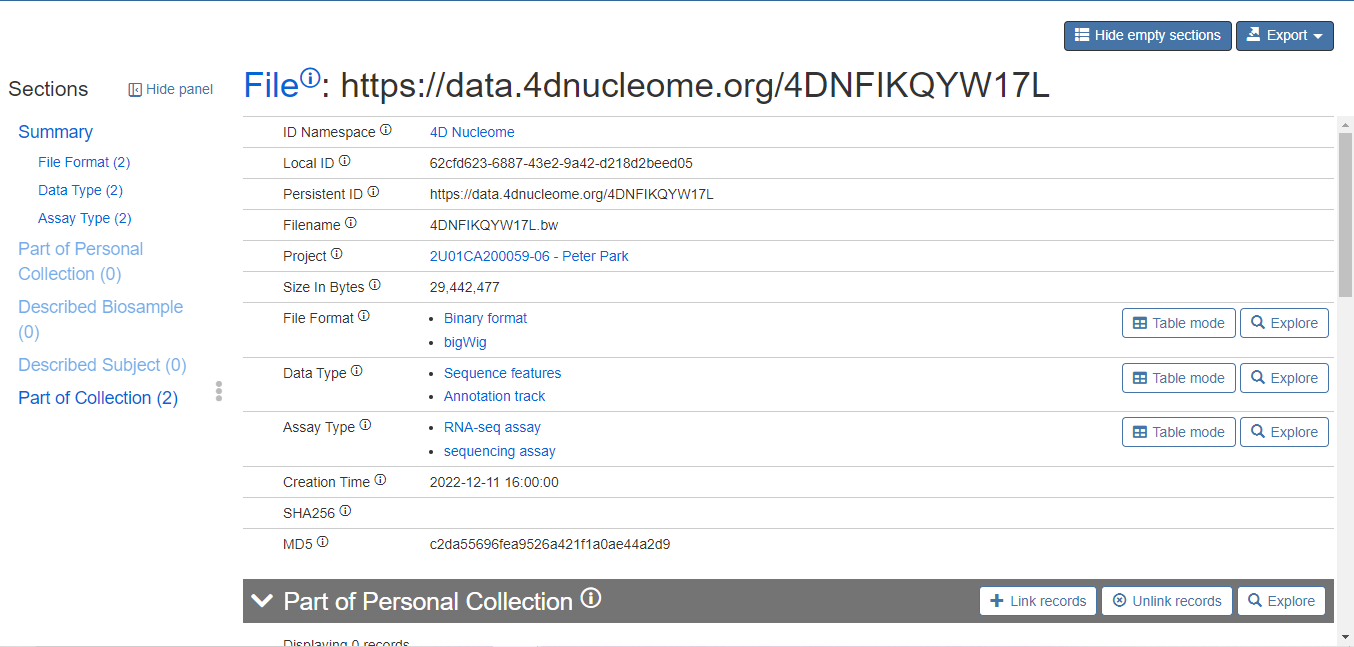 Hide empty sections Export
Sections Hide panel
File: https://data.4dnucleome.org/4DNFIKQYW17L
Summary
File Format (2)
Data Type (2)
Assay Type (2)
Part of Personal
Collection (0)
Described Biosample
(0)
Described Subject (0)
Part of Collection (2)
ID Namespace 4D Nucleome
Local ID 62cfd623-6887-43e2-9a42-d218d2beed05
Persistent ID https://data.4dnucleome.org/4DNFIKQYW17L
Filename 4DNFIKQYW17L.bw
Project 2U01CA200059-06 - Peter Park
Size In Bytes 29,442,477
File Format • Binary format Table mode Explore
• bigWig
Data Type • Sequence features Table mode Explore
• Annotation track
Assay Type • RNA-seq assay Table mode Explore
• sequencing assay
Creation Time 2022-12-11 16:00:00
SHA256
MD5 c2da55696fea9526a421f1a0ae44a2d9
Part of Personal Collection Link records Unlink records Explore
Displaying 0 records